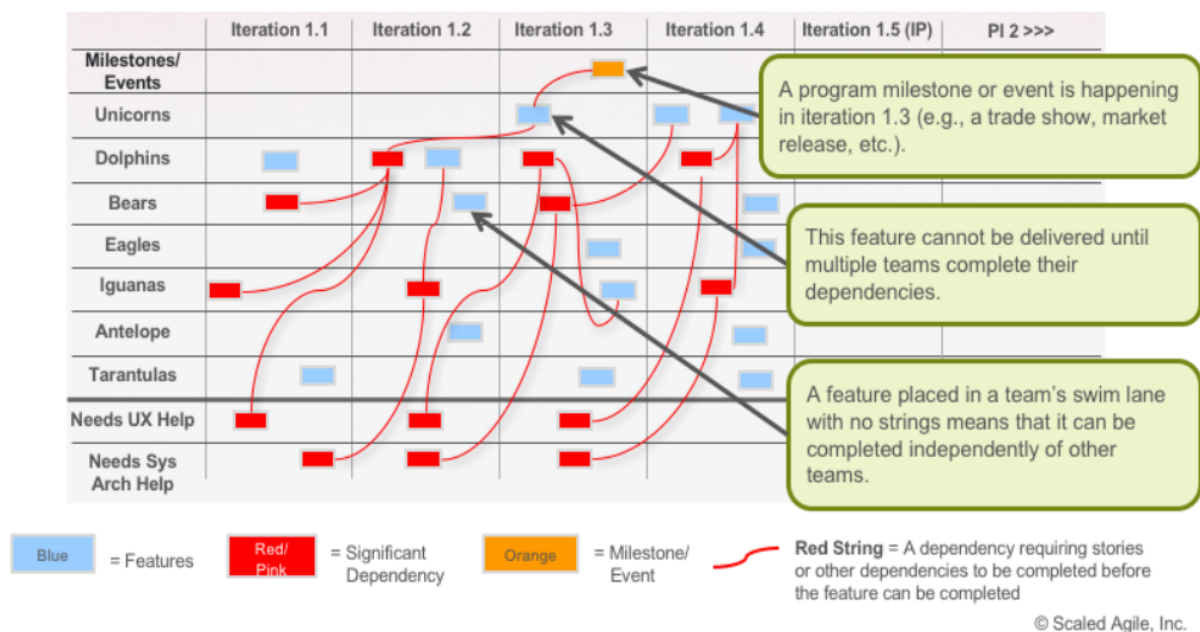 Iteration 1.1 Iteration 1.2 Iteration 1.3 Iteration 1.4 Iteration 1.5 (IP) PI 2 >>>
Milestones/
Events
Unicorns
Dolphins
Bears
Eagles
Iguanas
Antelope
Tarantulas
Needs UX Help
Needs Sys
Arch Help
A program milestone or event is happening
in iteration 1.3 (e.g., a trade show, market
release, etc.).
This feature cannot be delivered until
multiple teams complete their
dependencies.
A feature placed in a team's swim lane
with no strings means that it can be
completed independently of other
teams.
Blue
= Features
Red/
Pink
= Significant
Dependency
Orange
= Milestone/
Event
Red String = A dependency requiring stories
or other dependencies to be completed before
the feature can be completed
© Scaled Agile, Inc.